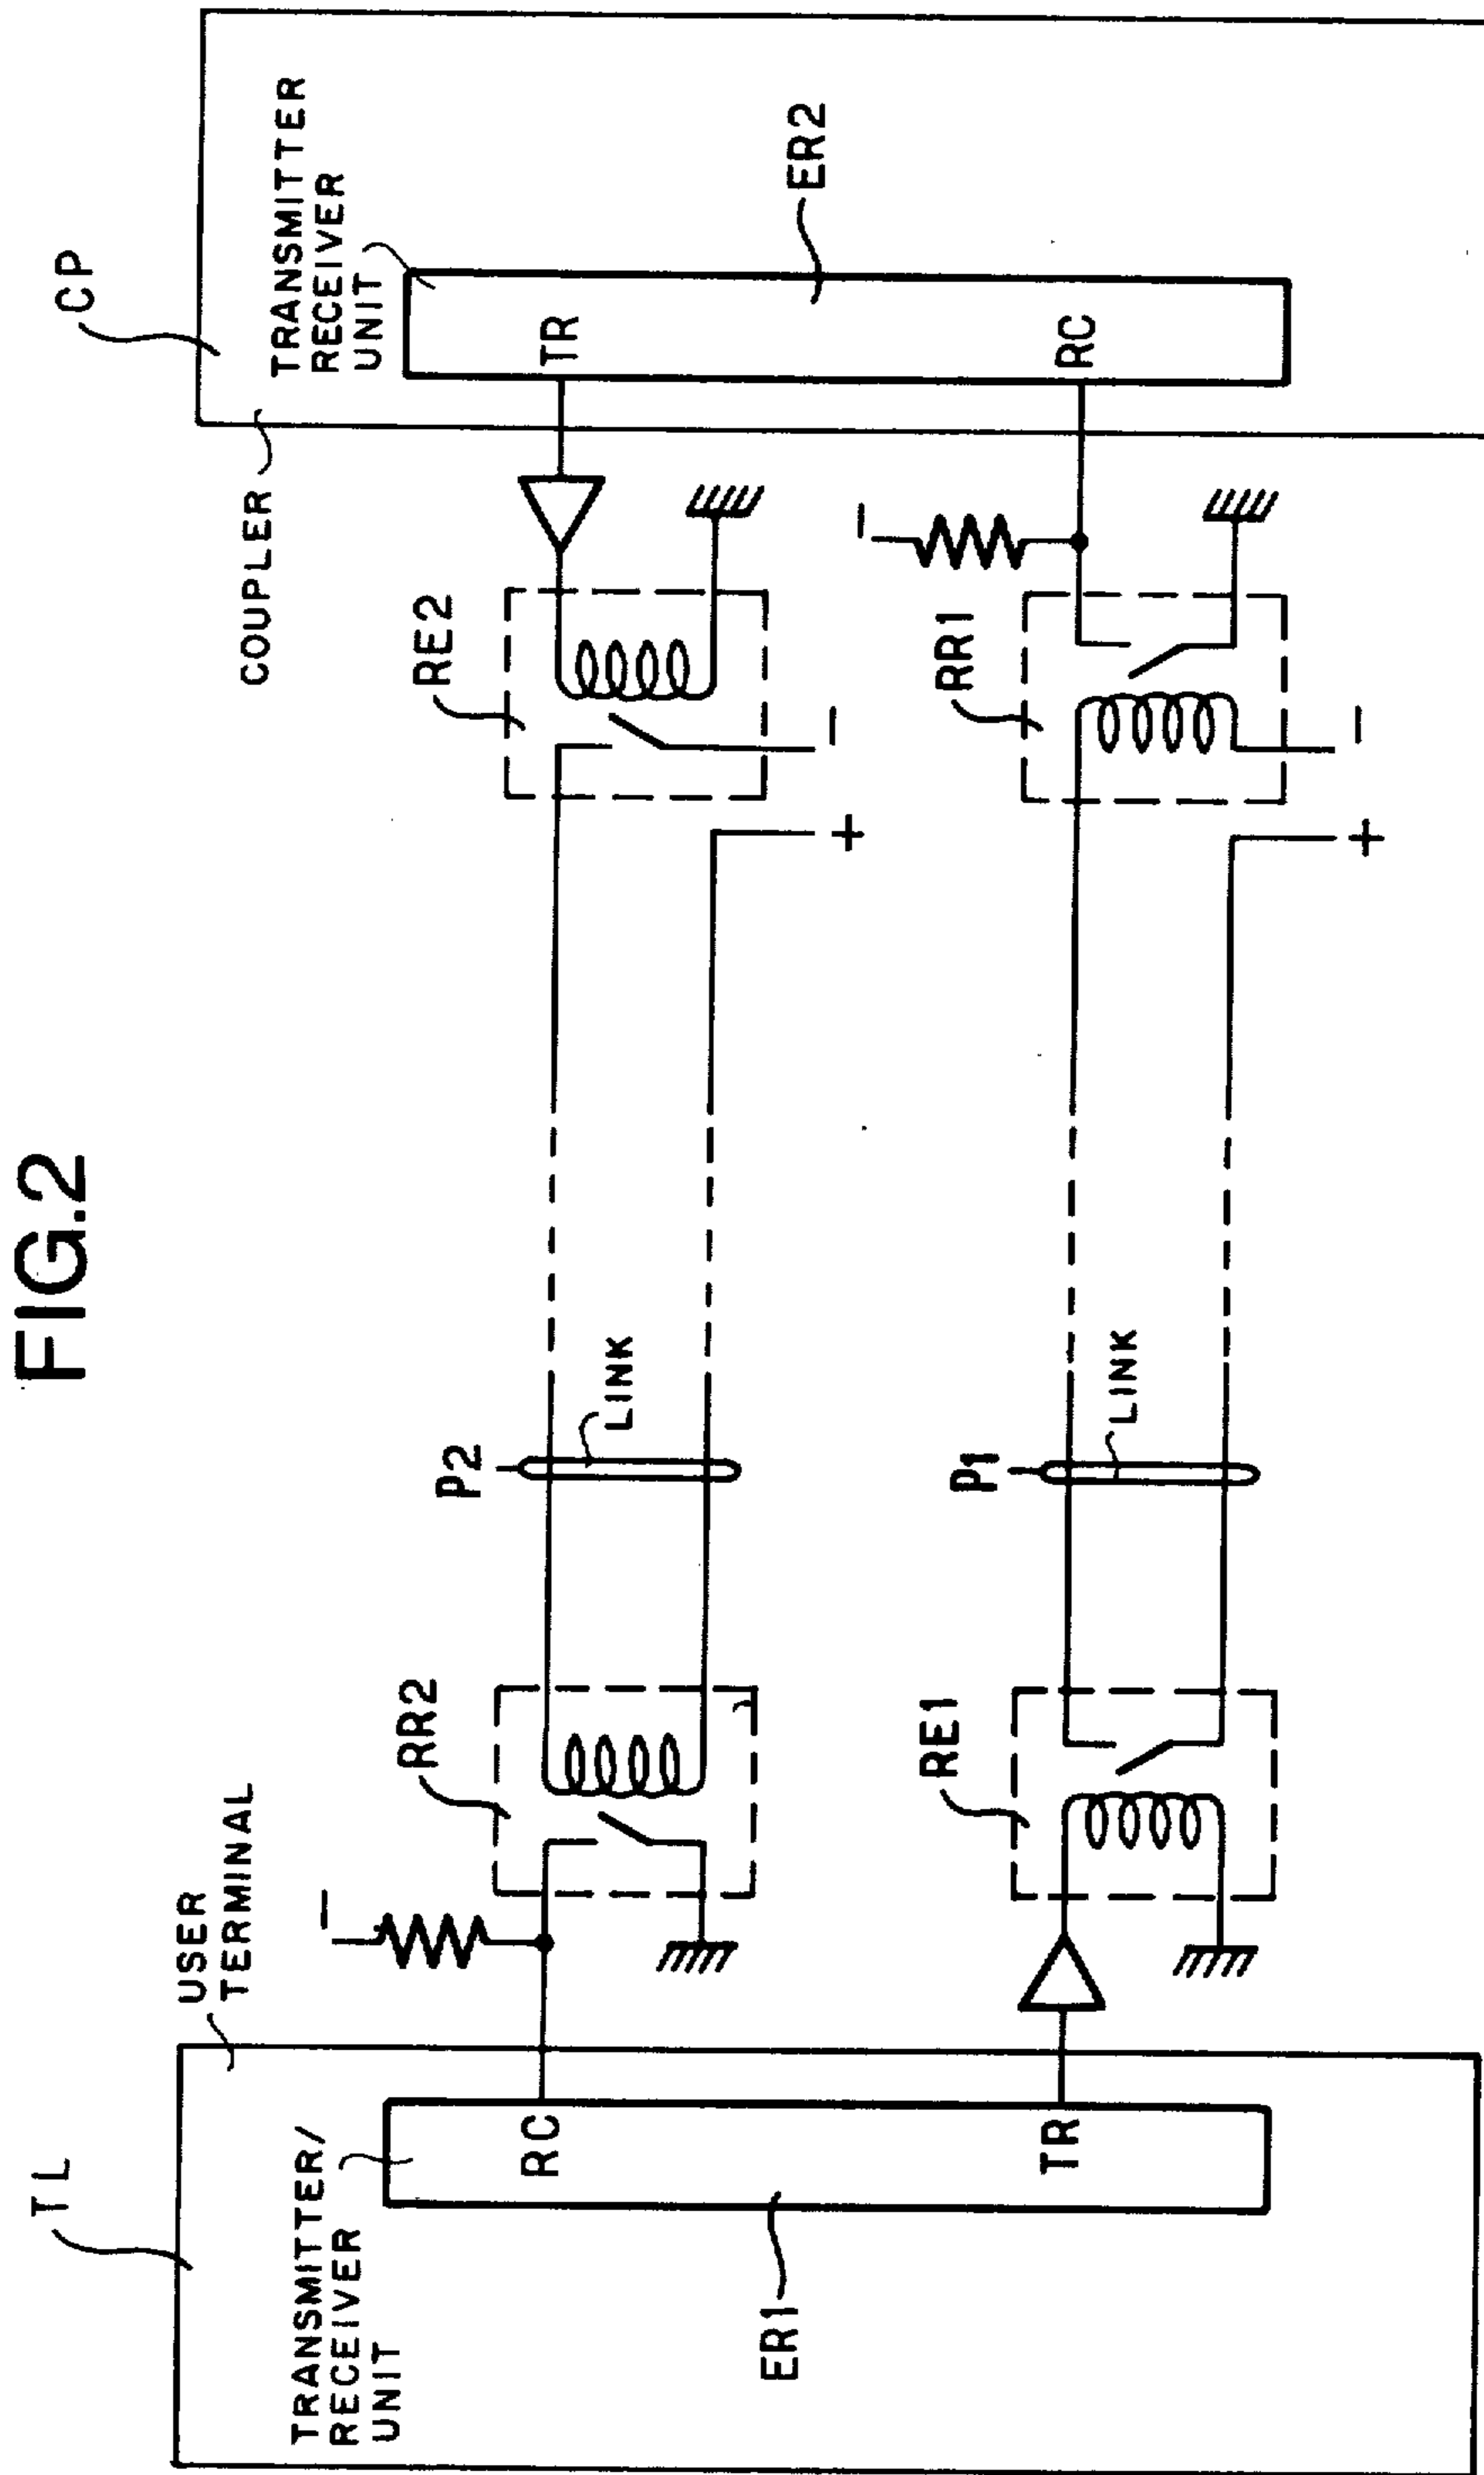 FIG.2
TL
USER
TERMINAL
TRANSMITTER/
RECEIVER
UNIT
RC
TR
ER1
RR2
−
RE1
P2
LINK
P1
LINK
CP
COUPLER
TRANSMITTER
RECEIVER
UNIT
TR
RC
ER2
RE2
−
+
RR1
−
−
+